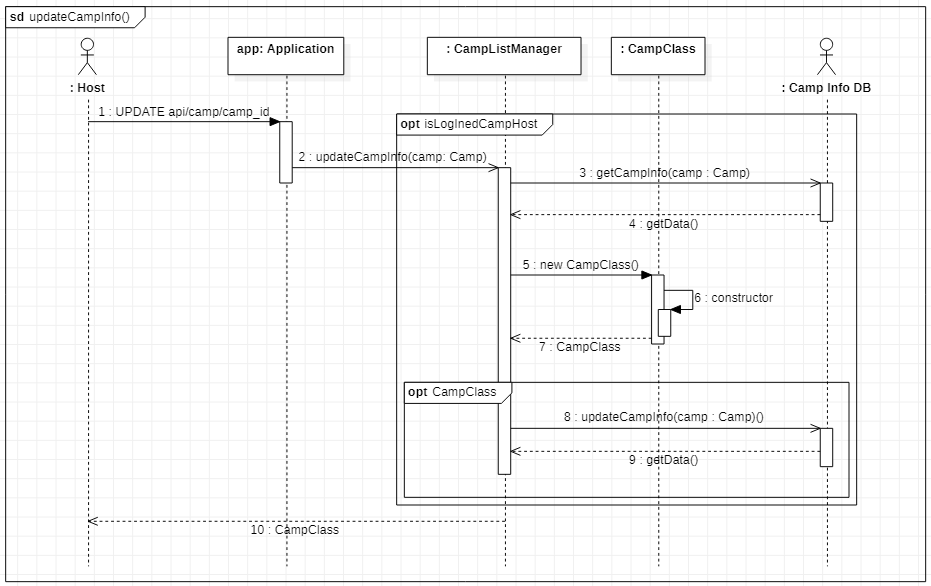 sd updateCampInfo()
app: Application
: CampListManager
: CampClass
: Host
: Camp Info DB
1 : UPDATE api/camp/camp_id
opt isLogInedCampHost
2 : updateCampInfo(camp: Camp)
3 : getCampInfo(camp : Camp)
4 : getData()
5 : new CampClass()
6 : constructor
7 : CampClass
opt CampClass
8 : updateCampInfo(camp : Camp)()
9 : getData()
10 : CampClass